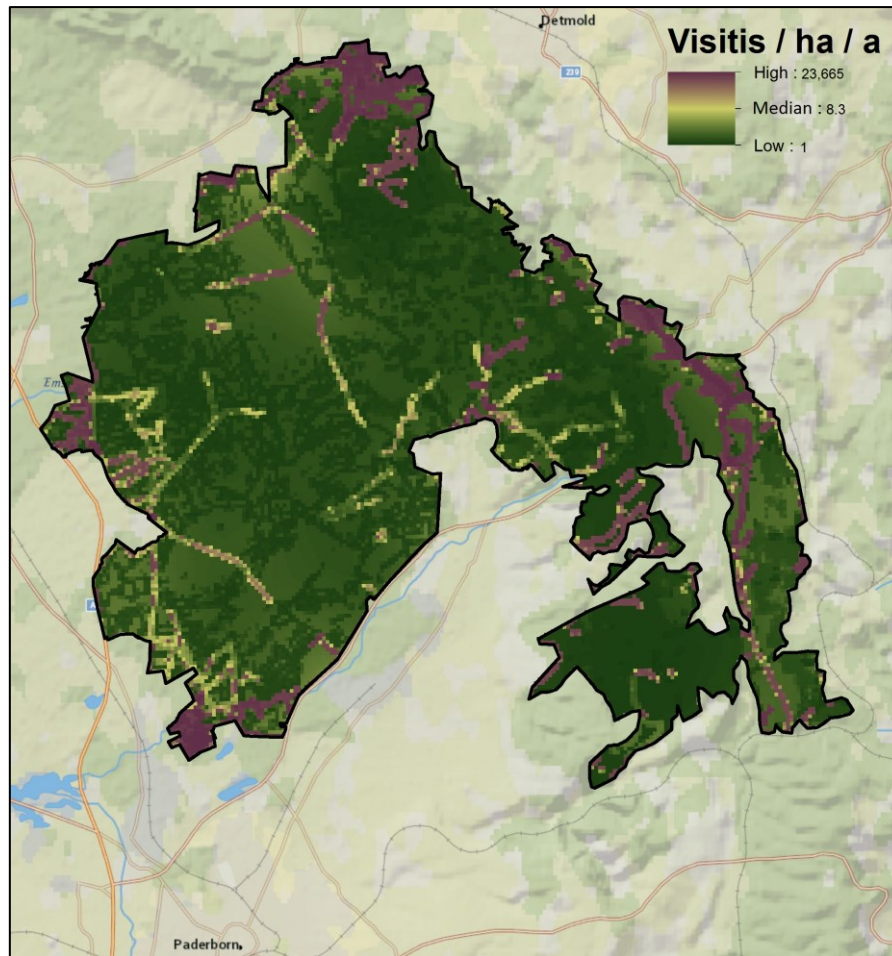 Detmold
Visitis / ha / a
239
High : 23,665
Median : 8.3
Low : 1
Paderborn